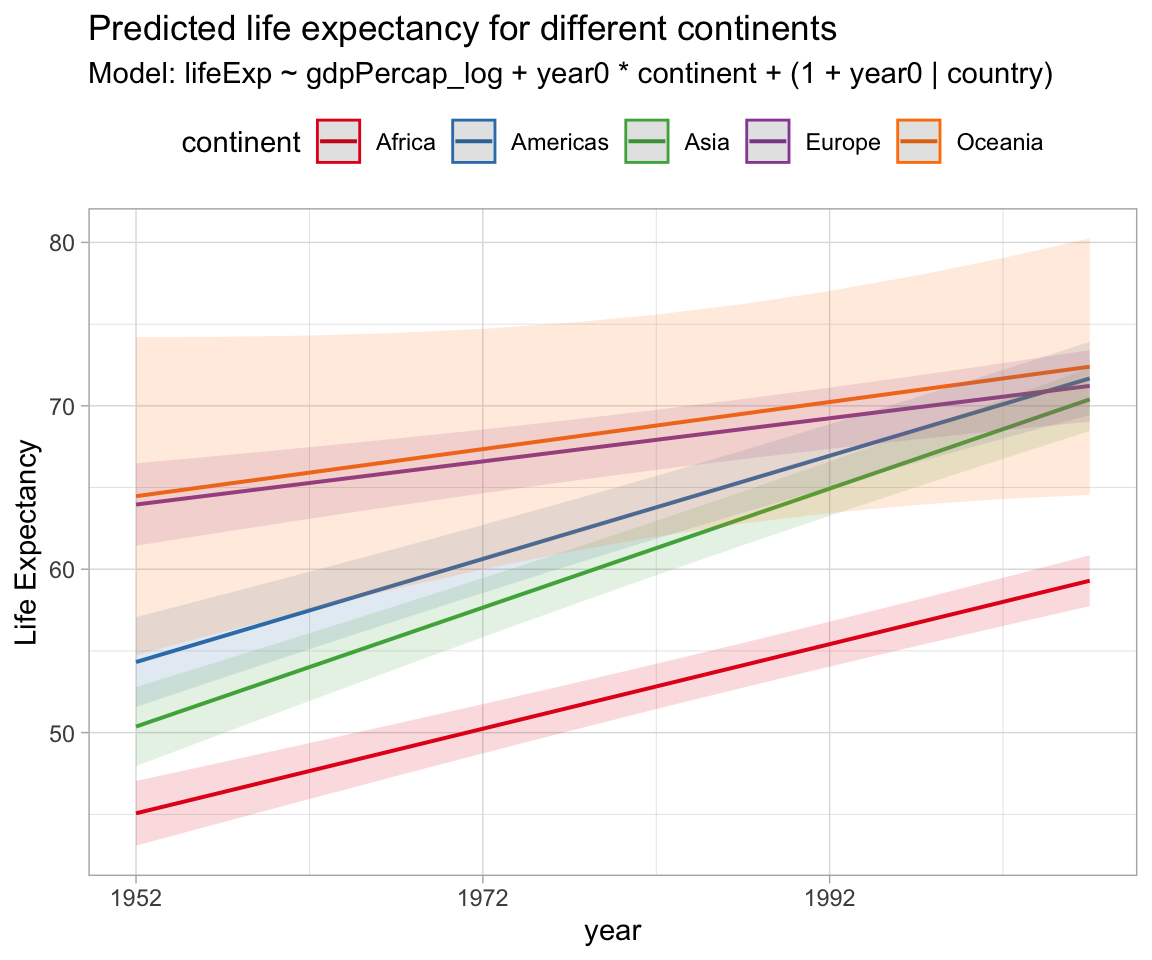 Predicted life expectancy for different continents
Model: lifeExp ~ gdpPercap_log + year0 * continent + (1 + year0 | country)
continent Africa Americas Asia Europe Oceania
80
70
60
50
Life Expectancy
1952 1972 1992
year